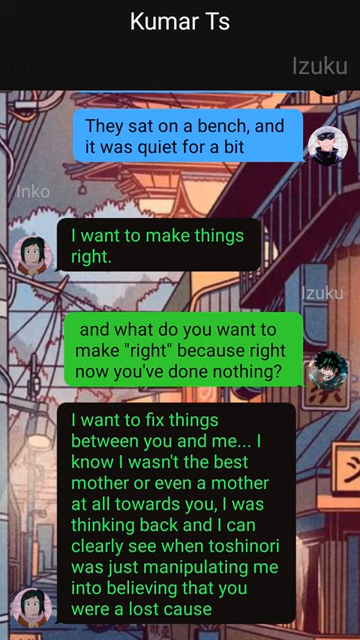 Kumar Ts
Izuku
They sat on a bench, and
it was quiet for a bit
Inko
I want to make things
right.
Izuku
and what do you want to
make "right" because right
now you've done nothing?
I want to fix things
between you and me... I
know I wasn't the best
mother or even a mother
at all towards you, I was
thinking back and I can
clearly see when toshinori
was just manipulating me
into believing that you
were a lost cause